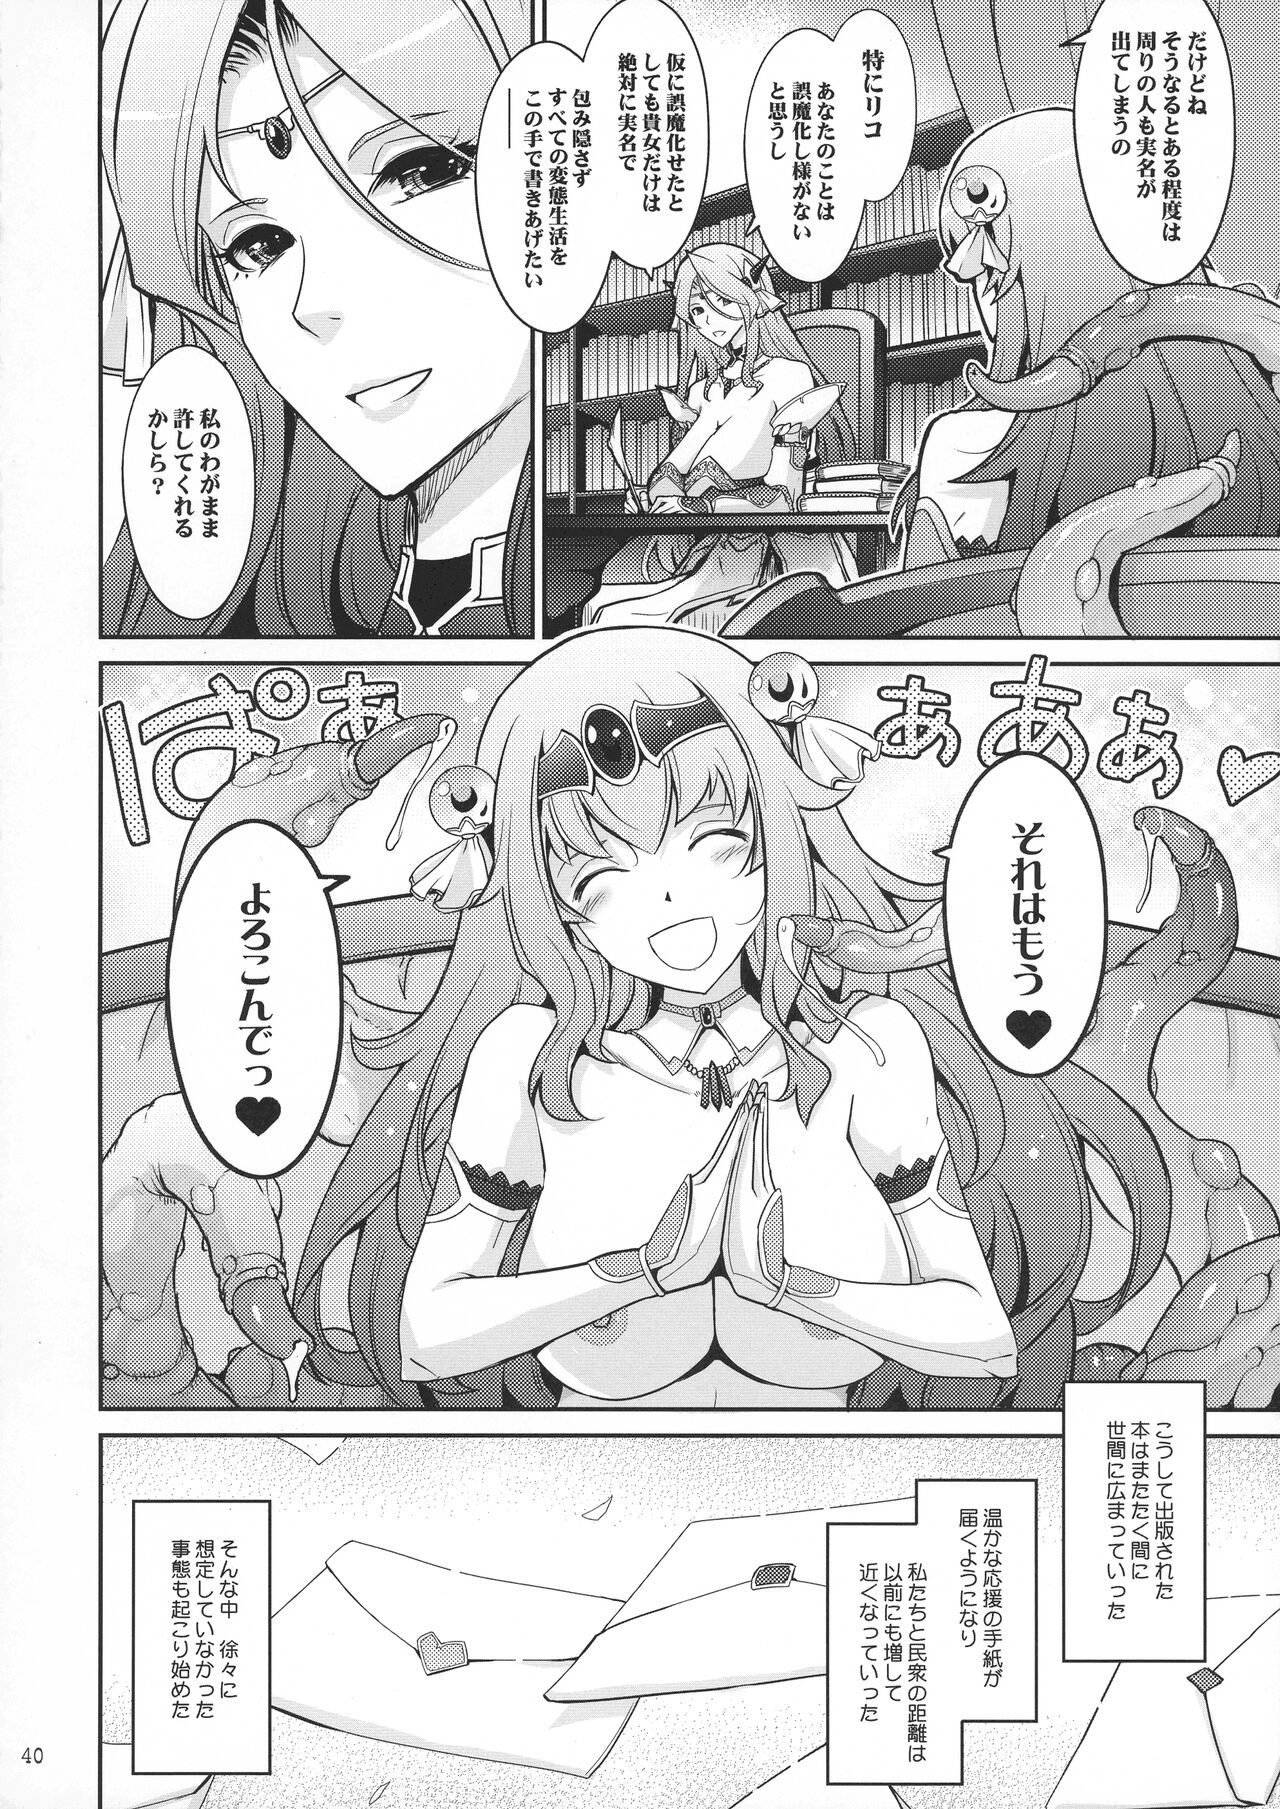 だけどね
そうなるとある程度は
周りの人も実名が
出てしまうの
特にリコ
あなたのことは
誤魔化し様がない
と思うし
仮に誤魔化せたと
しても貴女だけは
絶対に実名で
包み隠さず
すべての変態生活を
この手で書きあげたい
――
私のわがまま
許してくれる
かしら？
ぱぁぁああぁ♡
それはもう♥
よろこんでっ♥
こうして出版された
本はまたたく間に
世間に広まっていった
温かな応援の手紙が
届くようになり
私たちと民衆の距離は
以前にも増して
近くなっていった
そんな中　徐々に
想定していなかった
事態も起こり始めた
40